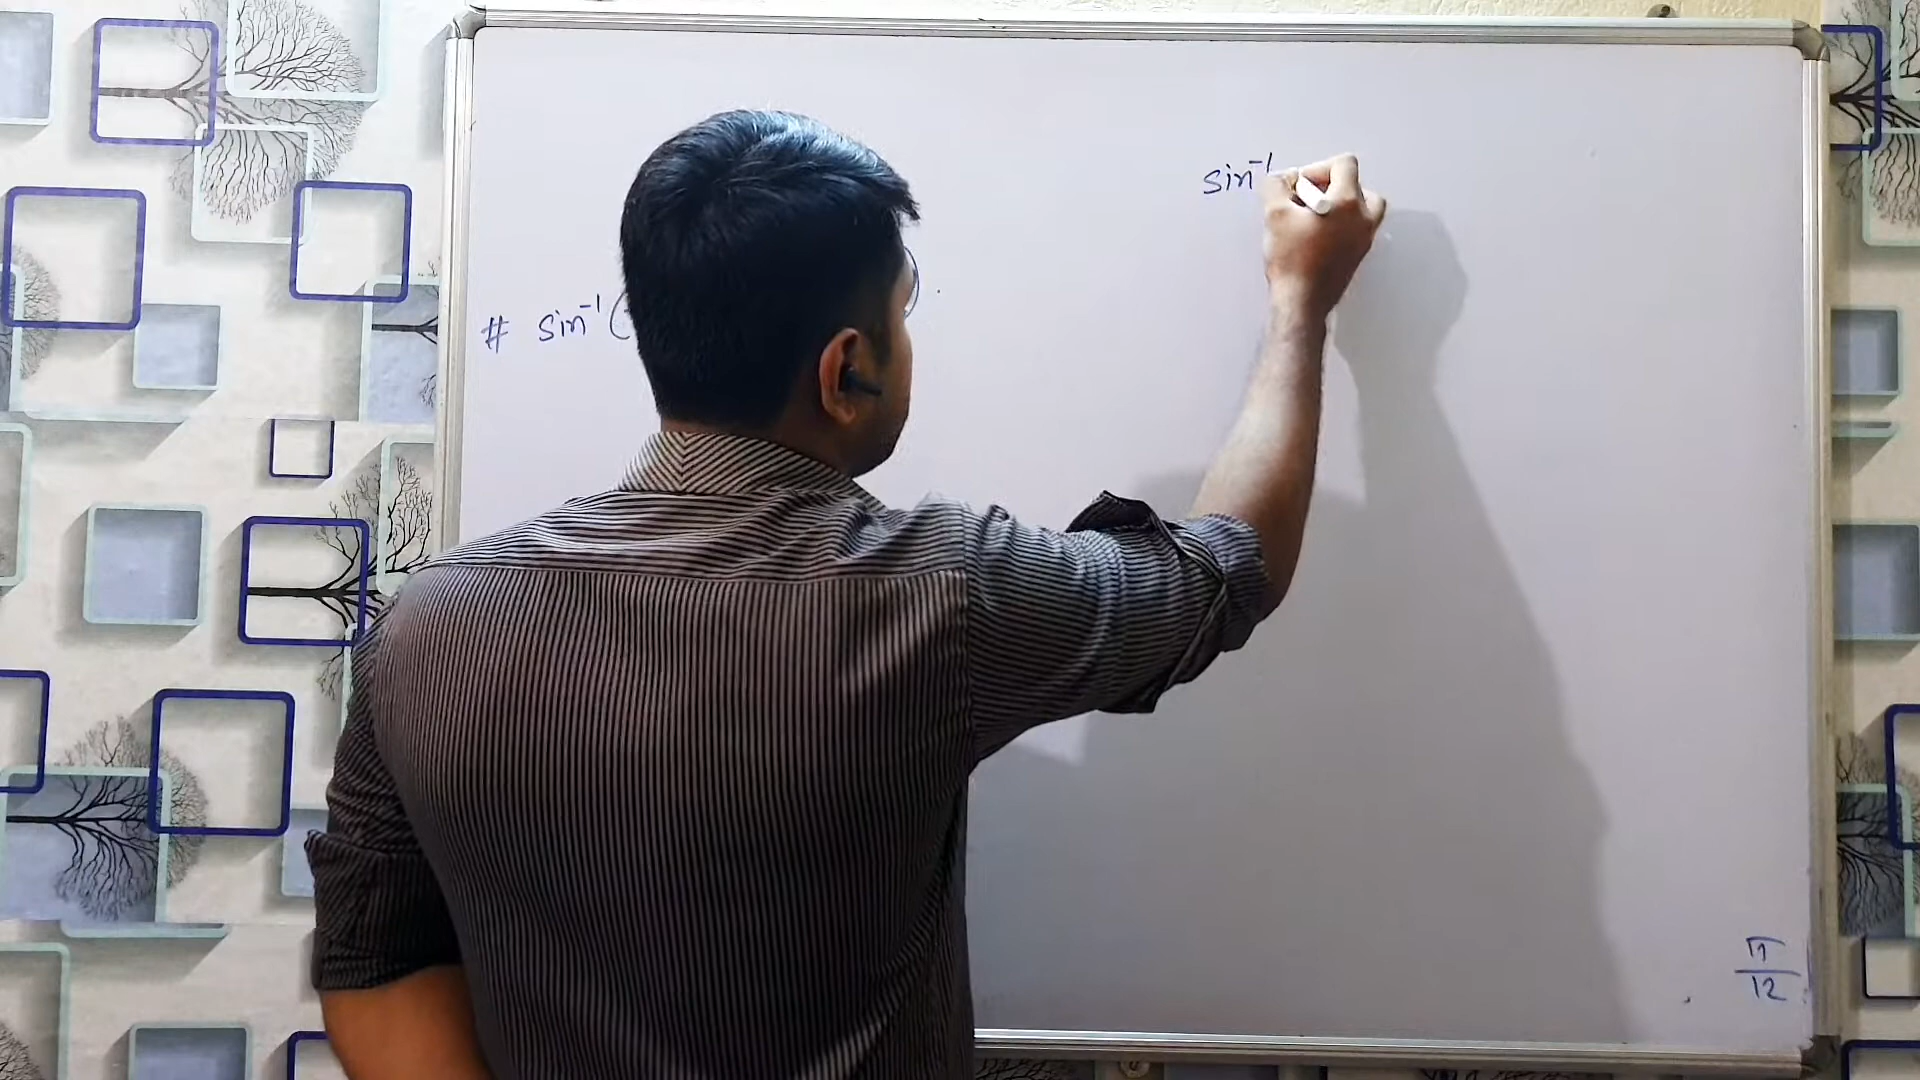 sin⁻¹
# sin⁻¹ (   ) .
π
12